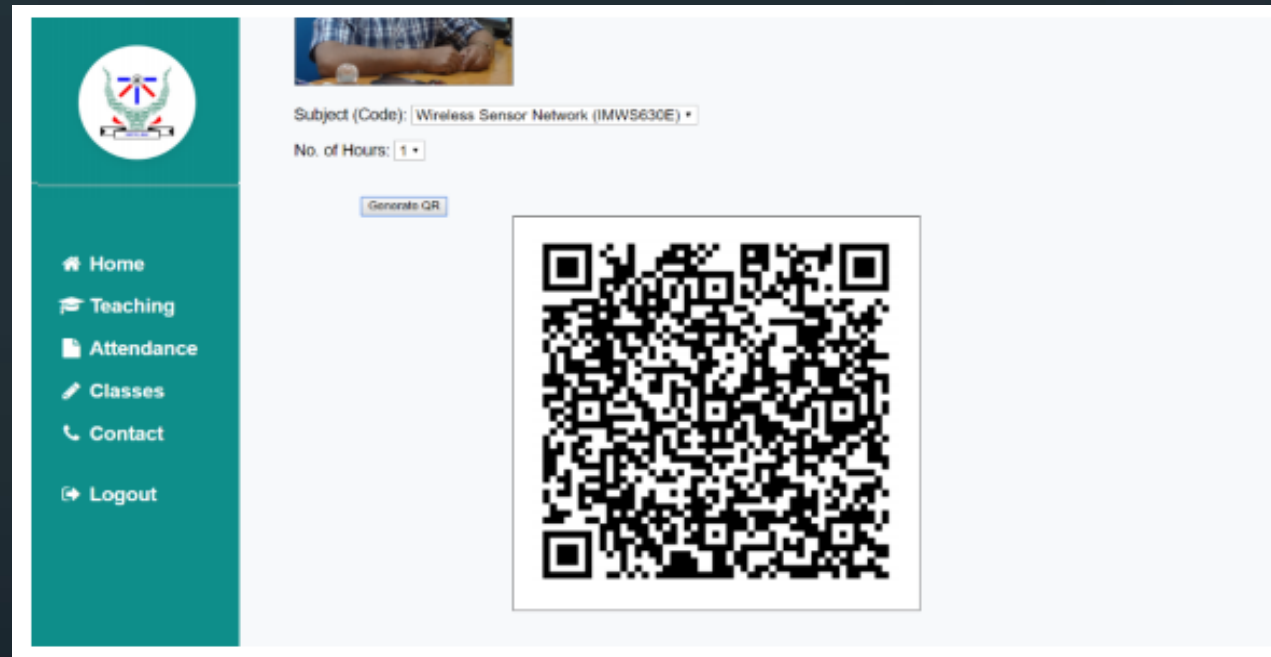 Subject (Code): Wireless Sensor Network (IMWS630E)
No. of Hours: 1
Generate QR
Home
Teaching
Attendance
Classes
Contact
Logout